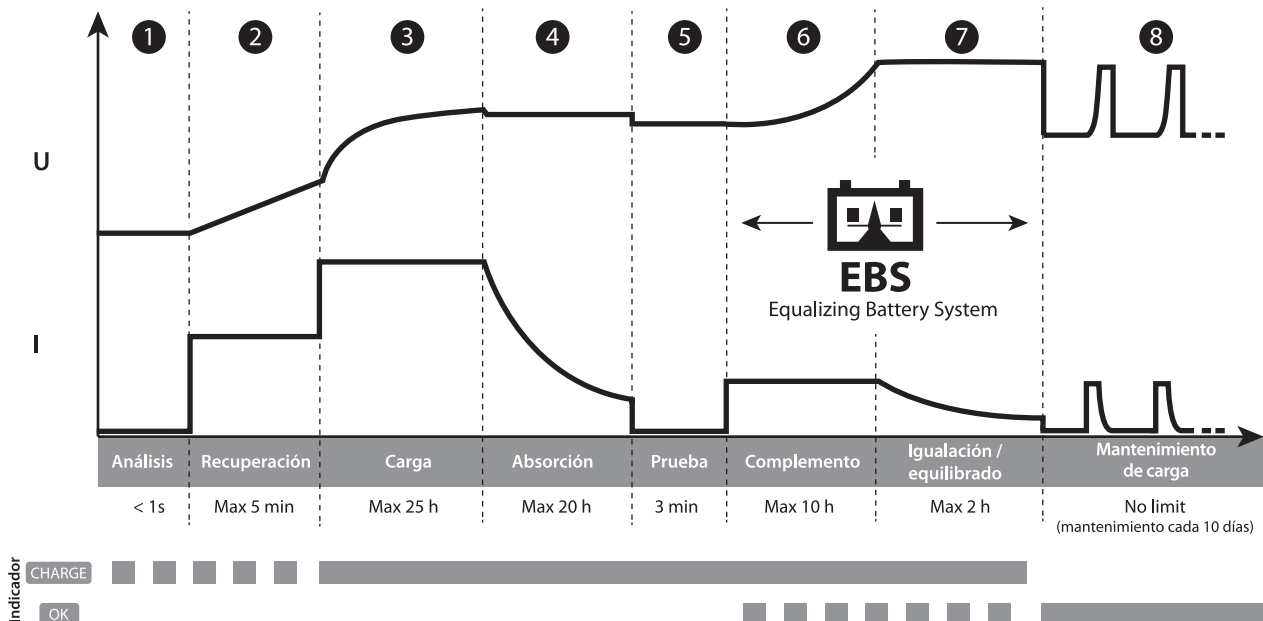 1 2 3 4 5 6 7 8
U
EBS
Equalizing Battery System
I
Análisis Recuperación Carga Absorción Prueba Complemento Igualación / equilibrado Mantenimiento de carga
< 1s Max 5 min Max 25 h Max 20 h 3 min Max 10 h Max 2 h No limit
(mantenimiento cada 10 días)
Indicador
CHARGE
OK